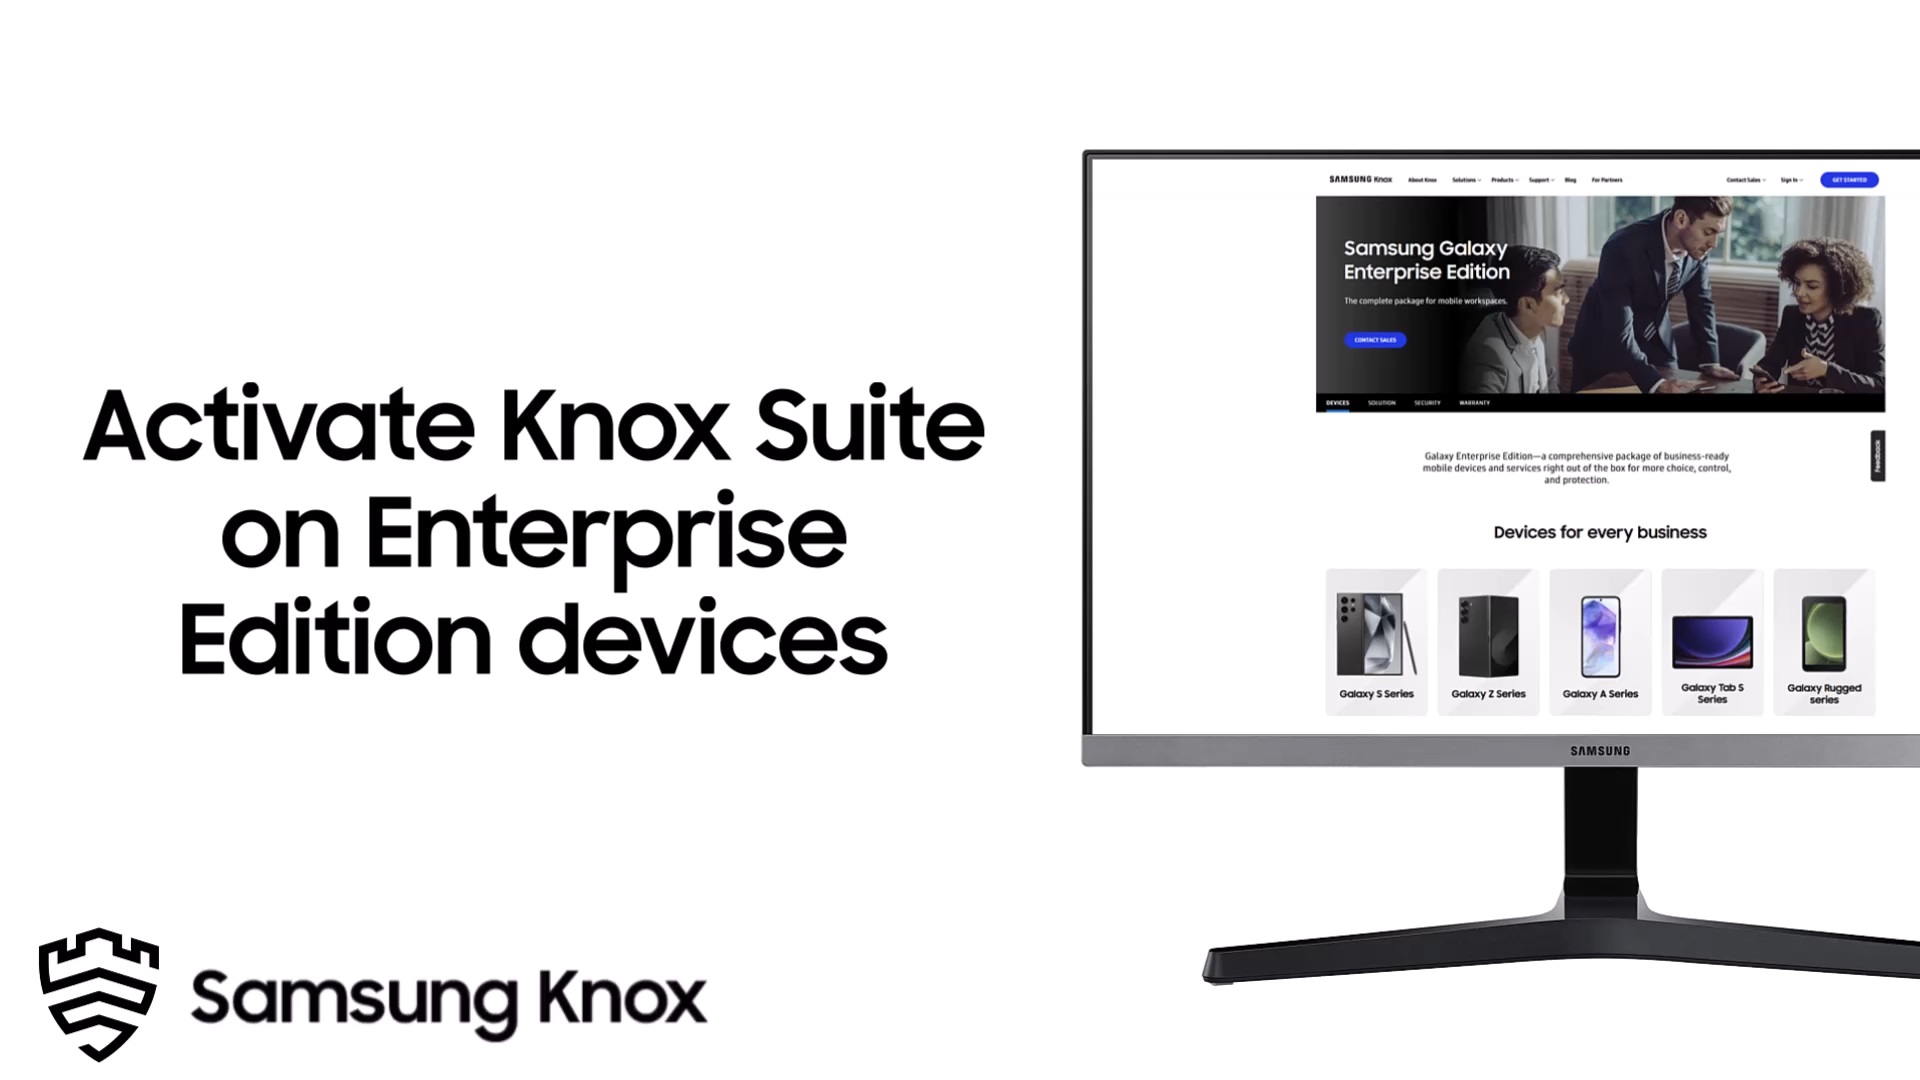 Activate Knox Suite
on Enterprise
Edition devices
Samsung Knox
SAMSUNG Knox About Knox Solutions Products Support Blog For Partners Contact Sales Sign In GET STARTED
Samsung Galaxy
Enterprise Edition
The complete package for mobile workspaces.
CONTACT SALES
DEVICES SOLUTION SECURITY WARRANTY
Feedback
Galaxy Enterprise Edition—a comprehensive package of business-ready
mobile devices and services right out of the box for more choice, control,
and protection.
Devices for every business
Galaxy S Series
Galaxy Z Series
Galaxy A Series
Galaxy Tab S
Series
Galaxy Rugged
series
SAMSUNG